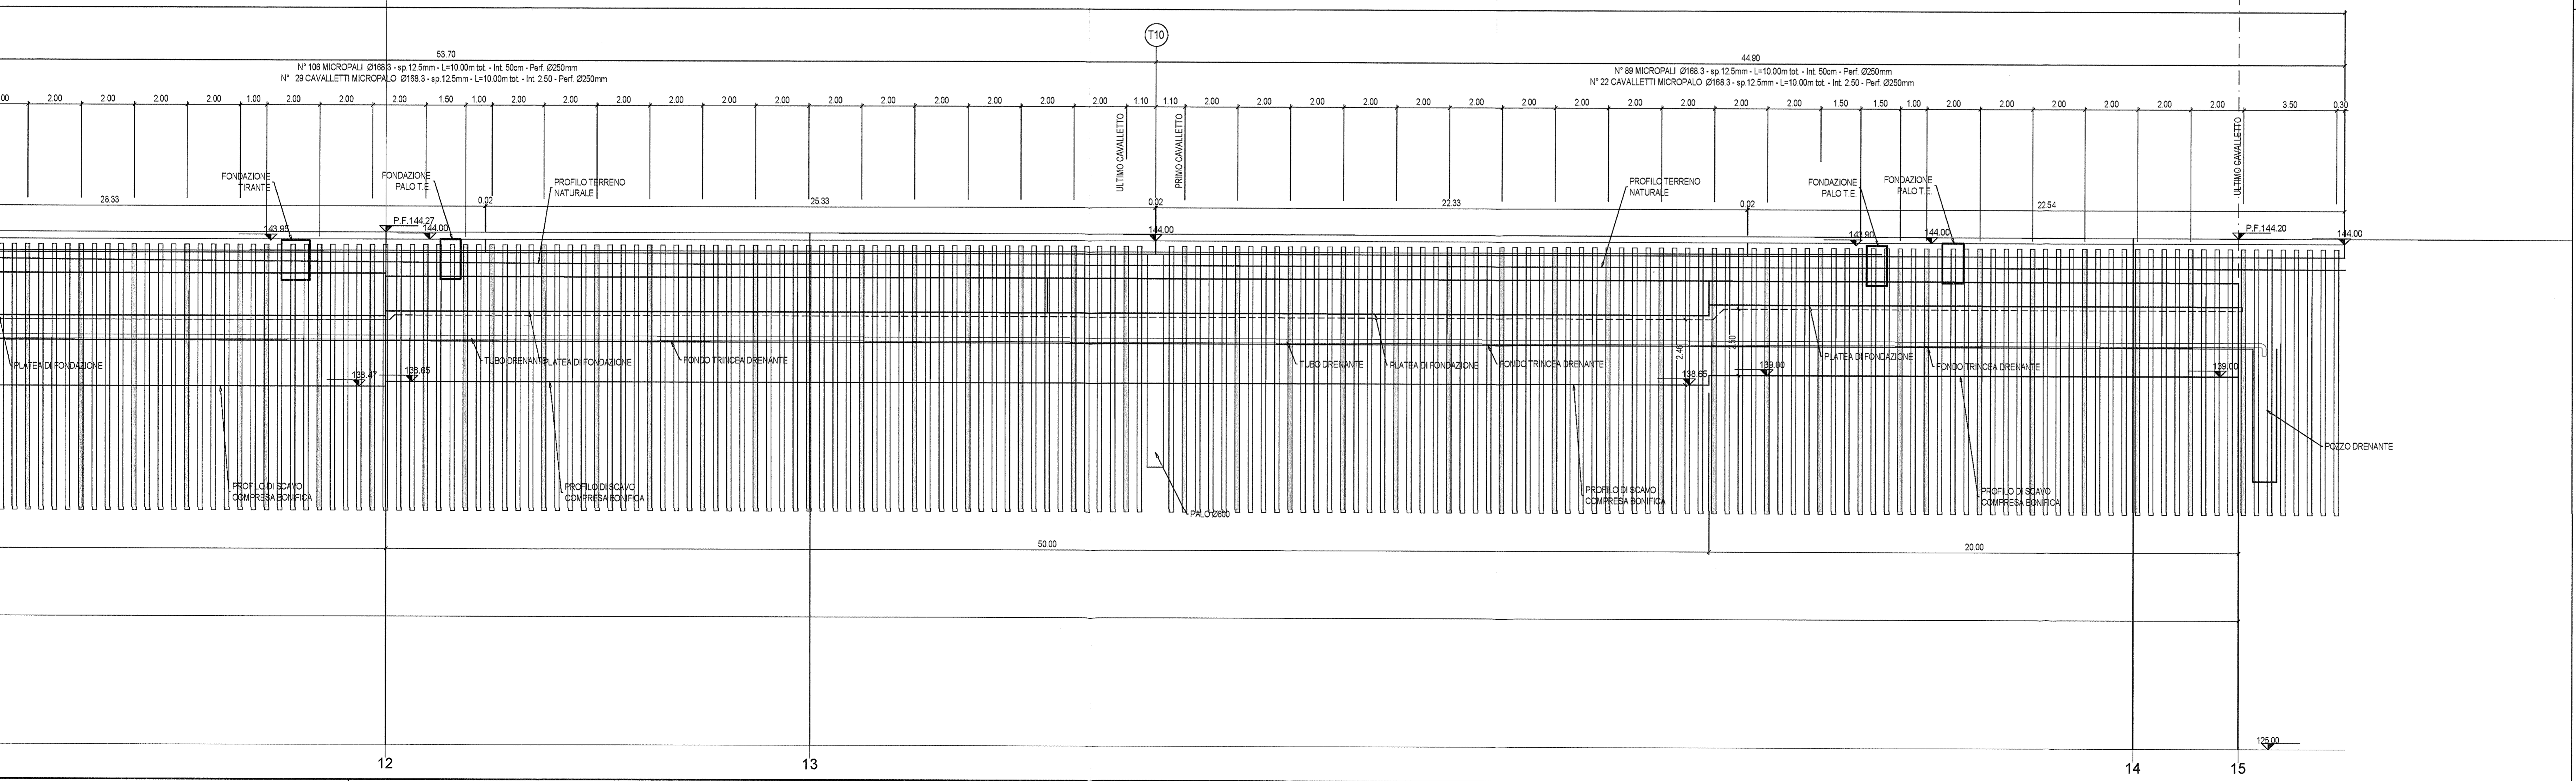 T10
53.70
44.90
N° 106 MICROPALI Ø168.3 - sp.12.5mm - L=10.00m tot. - Int. 50cm - Perf. Ø250mm
N° 29 CAVALLETTI MICROPALO Ø168.3 - sp.12.5mm - L=10.00m tot. - Int. 2.50 - Perf. Ø250mm
N° 89 MICROPALI Ø168.3 - sp.12.5mm - L=10.00m tot. - Int. 50cm - Perf. Ø250mm
N° 22 CAVALLETTI MICROPALO Ø168.3 - sp.12.5mm - L=10.00m tot. - Int. 2.50 - Perf. Ø250mm
00 2.00 2.00 2.00 2.00 1.00 2.00 2.00 2.00 1.50 1.00 2.00 2.00 2.00 2.00 2.00 2.00 2.00 2.00 2.00 2.00 2.00 2.00 1.10 1.10 2.00 2.00 2.00 2.00 2.00 2.00 2.00 2.00 2.00 2.00 2.00 2.00 1.50 1.50 1.00 2.00 2.00 2.00 2.00 2.00 2.00 3.50 0.30
ULTIMO CAVALLETTO
PRIMO CAVALLETTO
ULTIMO CAVALLETTO
FONDAZIONE
TIRANTE
FONDAZIONE
PALO T.E.
PROFILO TERRENO
NATURALE
PROFILO TERRENO
NATURALE
FONDAZIONE
PALO T.E.
FONDAZIONE
PALO T.E.
28.33 0.02 25.33 0.02 22.33 0.02 22.54
143.95
P.F.144.27
144.00
144.00
143.90
144.00
P.F.144.20
144.00
PLATEA DI FONDAZIONE
TUBO DRENANTE
PLATEA DI FONDAZIONE
FONDO TRINCEA DRENANTE
TUBO DRENANTE
PLATEA DI FONDAZIONE
FONDO TRINCEA DRENANTE
2.46
2.50
PLATEA DI FONDAZIONE
FONDO TRINCEA DRENANTE
138.47
138.65
138.65
139.00
139.00
POZZO DRENANTE
PROFILO DI SCAVO
COMPRESA BONIFICA
PROFILO DI SCAVO
COMPRESA BONIFICA
PALO Ø600
PROFILO DI SCAVO
COMPRESA BONIFICA
PROFILO DI SCAVO
COMPRESA BONIFICA
50.00
20.00
125.00
12 13 14 15